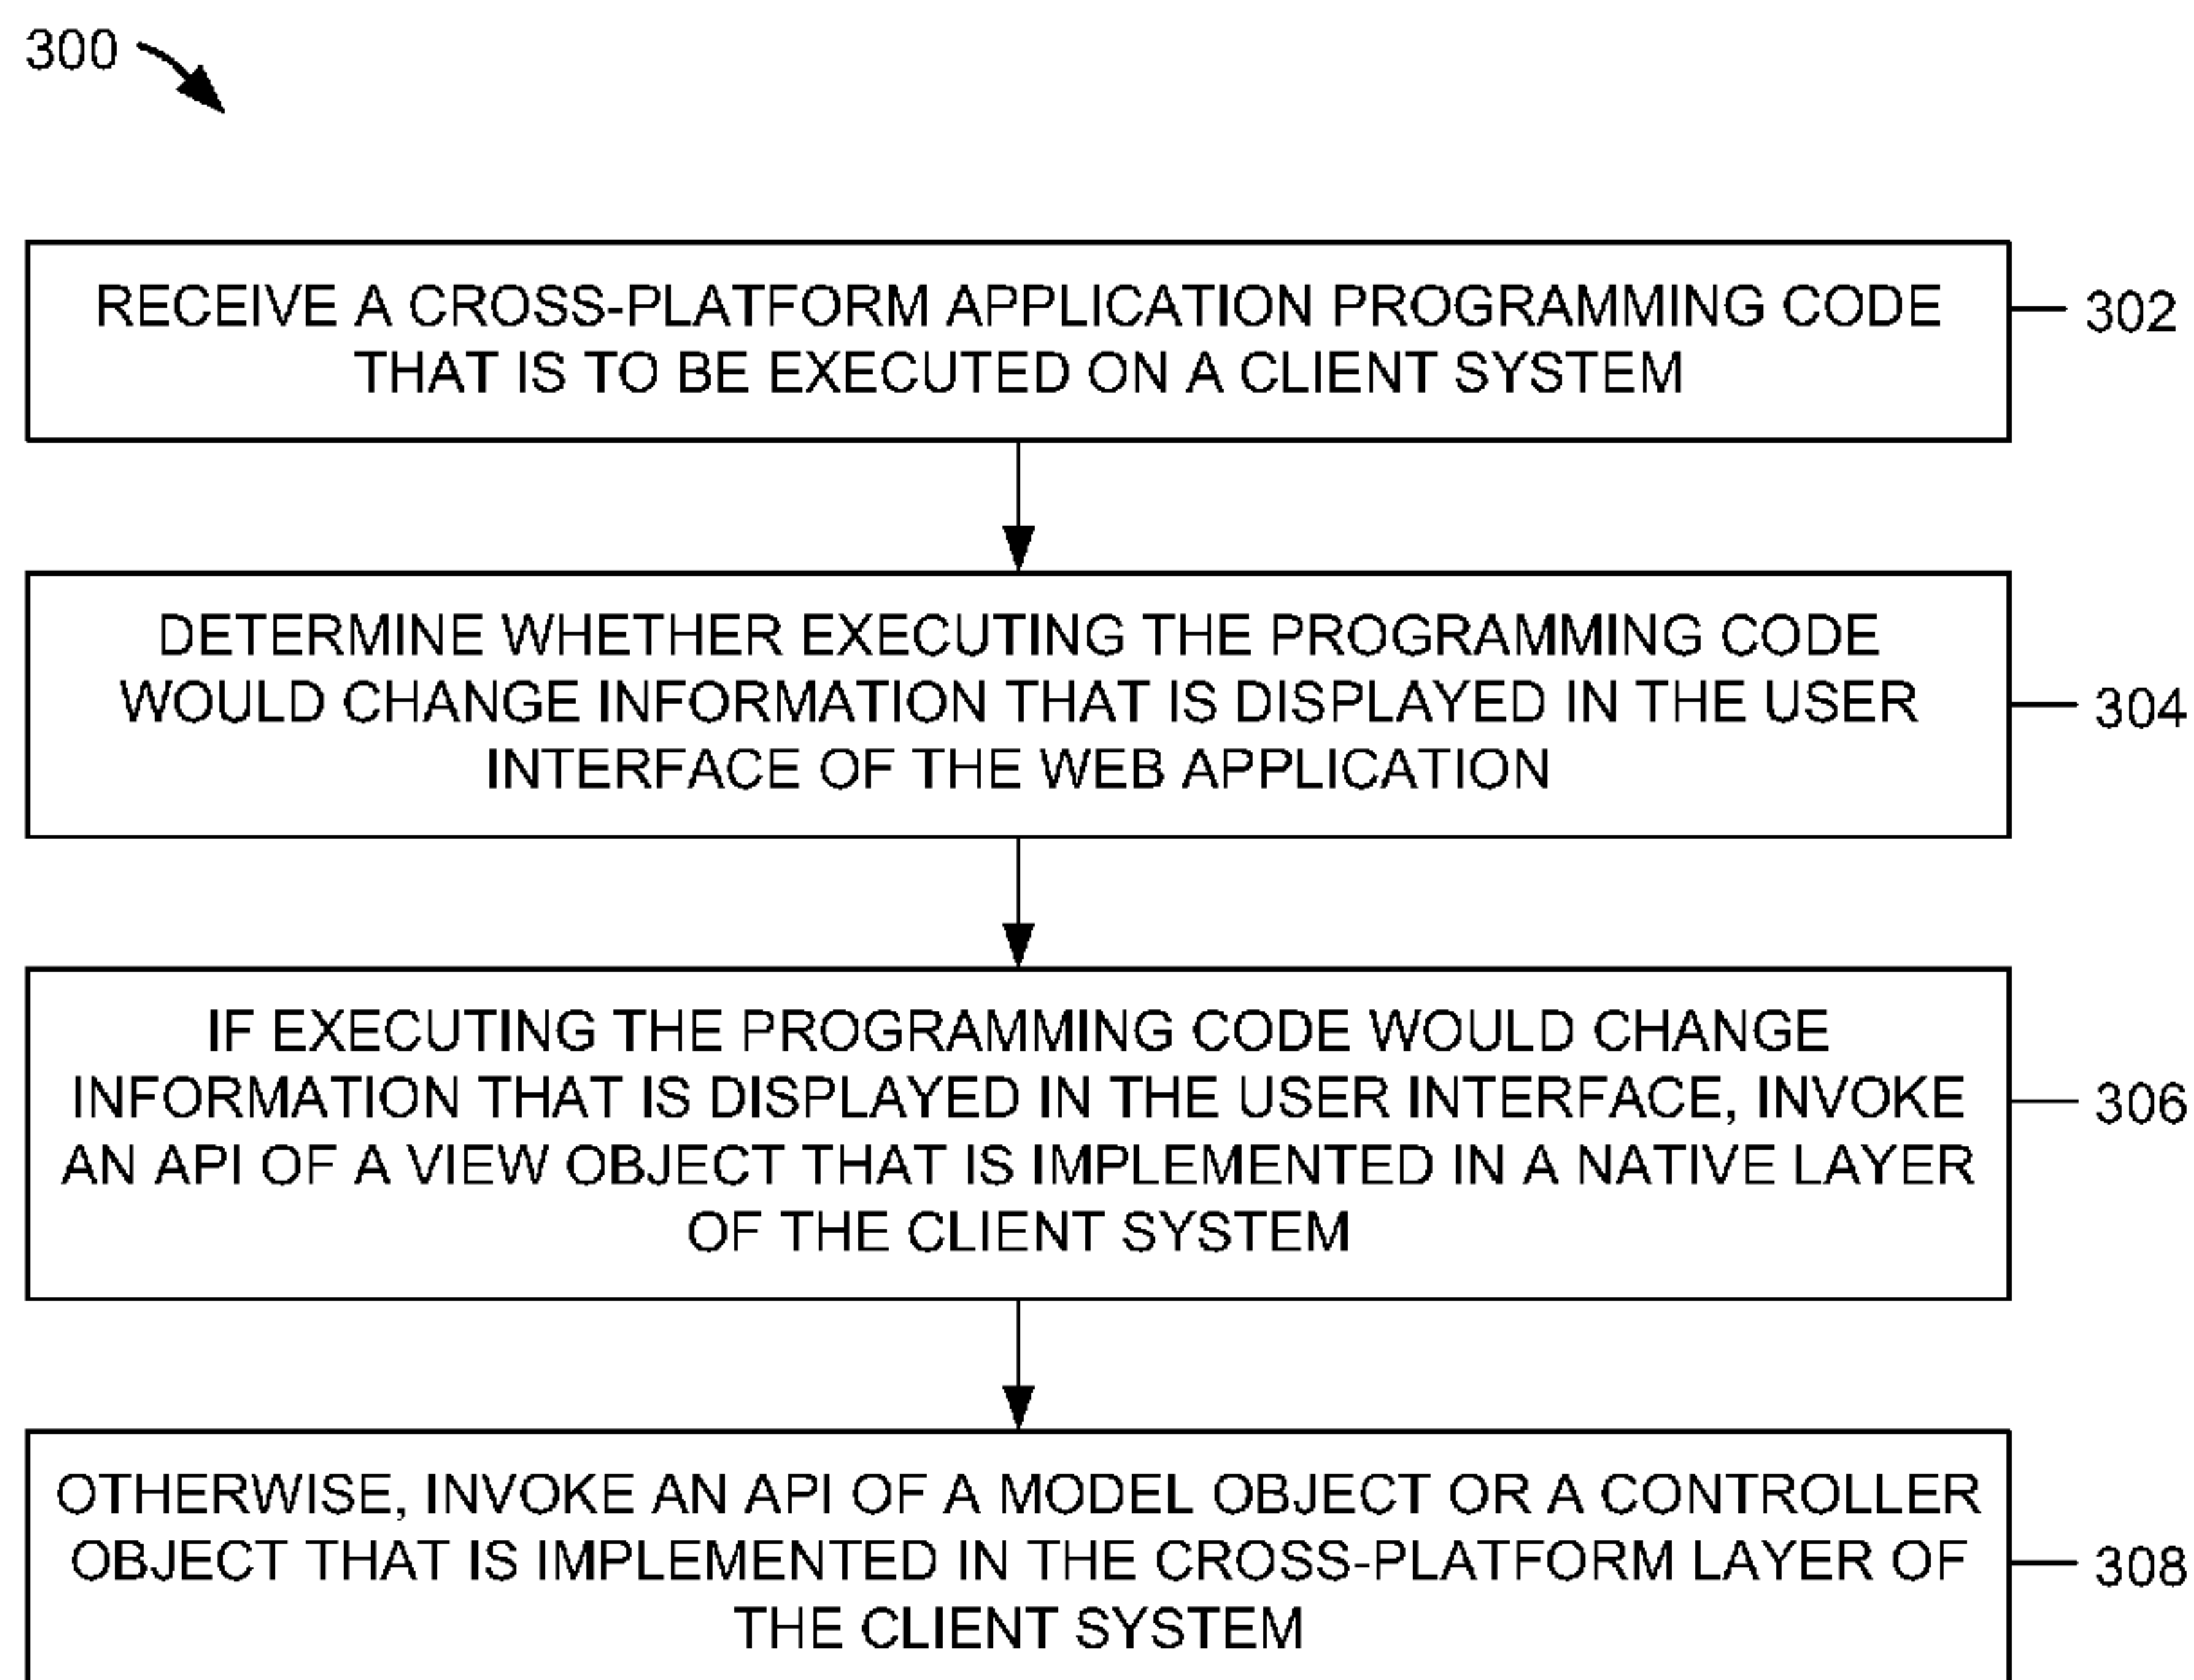 300
RECEIVE A CROSS-PLATFORM APPLICATION PROGRAMMING CODE
THAT IS TO BE EXECUTED ON A CLIENT SYSTEM
302
DETERMINE WHETHER EXECUTING THE PROGRAMMING CODE
WOULD CHANGE INFORMATION THAT IS DISPLAYED IN THE USER
INTERFACE OF THE WEB APPLICATION
304
IF EXECUTING THE PROGRAMMING CODE WOULD CHANGE
INFORMATION THAT IS DISPLAYED IN THE USER INTERFACE, INVOKE
AN API OF A VIEW OBJECT THAT IS IMPLEMENTED IN A NATIVE LAYER
OF THE CLIENT SYSTEM
306
OTHERWISE, INVOKE AN API OF A MODEL OBJECT OR A CONTROLLER
OBJECT THAT IS IMPLEMENTED IN THE CROSS-PLATFORM LAYER OF
THE CLIENT SYSTEM
308